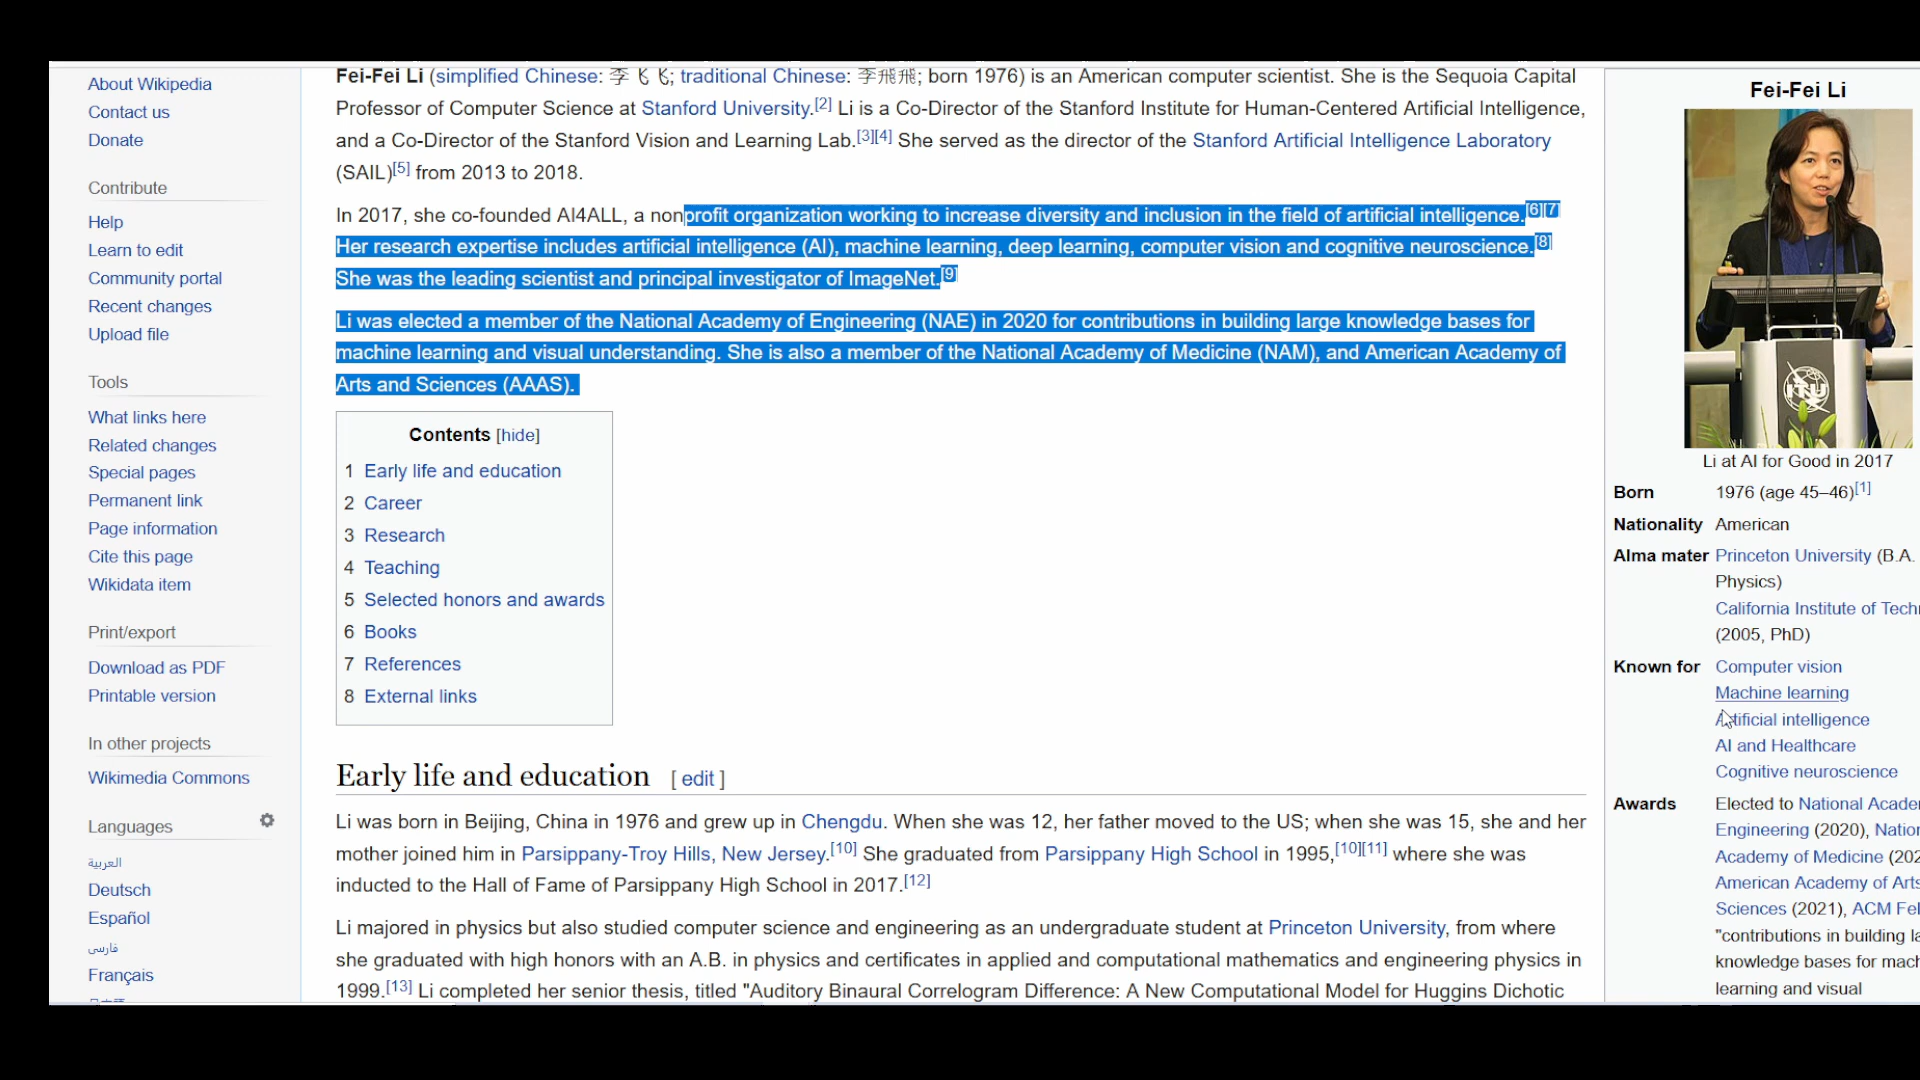 About Wikipedia
Contact us
Donate
Contribute
Help
Learn to edit
Community portal
Recent changes
Upload file
Tools
What links here
Related changes
Special pages
Permanent link
Page information
Cite this page
Wikidata item
Print/export
Download as PDF
Printable version
In other projects
Wikimedia Commons
Languages
العربية
Deutsch
Español
فارسی
Français
Fei-Fei Li (simplified Chinese: 李飞飞; traditional Chinese: 李飛飛; born 1976) is an American computer scientist. She is the Sequoia Capital
Professor of Computer Science at Stanford University.[2] Li is a Co-Director of the Stanford Institute for Human-Centered Artificial Intelligence,
and a Co-Director of the Stanford Vision and Learning Lab.[3][4] She served as the director of the Stanford Artificial Intelligence Laboratory
(SAIL)[5] from 2013 to 2018.
In 2017, she co-founded AI4ALL, a nonprofit organization working to increase diversity and inclusion in the field of artificial intelligence.[6][7]
Her research expertise includes artificial intelligence (AI), machine learning, deep learning, computer vision and cognitive neuroscience.[8]
She was the leading scientist and principal investigator of ImageNet.[9]
Li was elected a member of the National Academy of Engineering (NAE) in 2020 for contributions in building large knowledge bases for
machine learning and visual understanding. She is also a member of the National Academy of Medicine (NAM), and American Academy of
Arts and Sciences (AAAS).
Contents [hide]
1 Early life and education
2 Career
3 Research
4 Teaching
5 Selected honors and awards
6 Books
7 References
8 External links
Early life and education [ edit ]
Li was born in Beijing, China in 1976 and grew up in Chengdu. When she was 12, her father moved to the US; when she was 15, she and her
mother joined him in Parsippany-Troy Hills, New Jersey.[10] She graduated from Parsippany High School in 1995,[10][11] where she was
inducted to the Hall of Fame of Parsippany High School in 2017.[12]
Li majored in physics but also studied computer science and engineering as an undergraduate student at Princeton University, from where
she graduated with high honors with an A.B. in physics and certificates in applied and computational mathematics and engineering physics in
1999.[13] Li completed her senior thesis, titled "Auditory Binaural Correlogram Difference: A New Computational Model for Huggins Dichotic
Fei-Fei Li
ITU
Li at AI for Good in 2017
Born 1976 (age 45–46)[1]
Nationality American
Alma mater Princeton University (B.A.
Physics)
California Institute of Tech
(2005, PhD)
Known for Computer vision
Machine learning
Artificial intelligence
AI and Healthcare
Cognitive neuroscience
Awards Elected to National Acade
Engineering (2020), Nation
Academy of Medicine (202
American Academy of Arts
Sciences (2021), ACM Fel
"contributions in building la
knowledge bases for mach
learning and visual